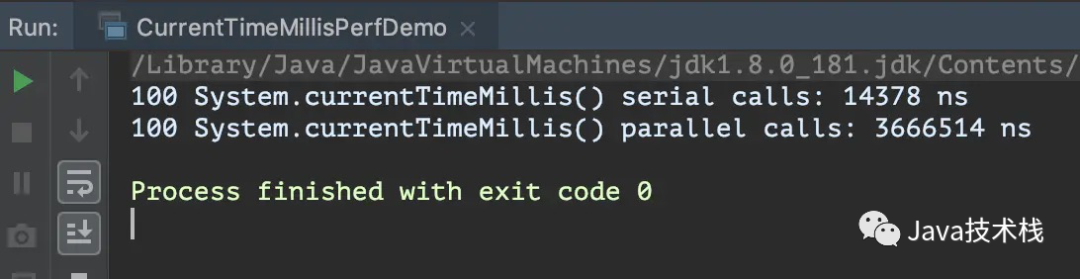 Run: CurrentTimeMillisPerfDemo ×
/Library/Java/JavaVirtualMachines/jdk1.8.0_181.jdk/Contents/
100 System.currentTimeMillis() serial calls: 14378 ns
100 System.currentTimeMillis() parallel calls: 3666514 ns
Process finished with exit code 0
Java技术栈